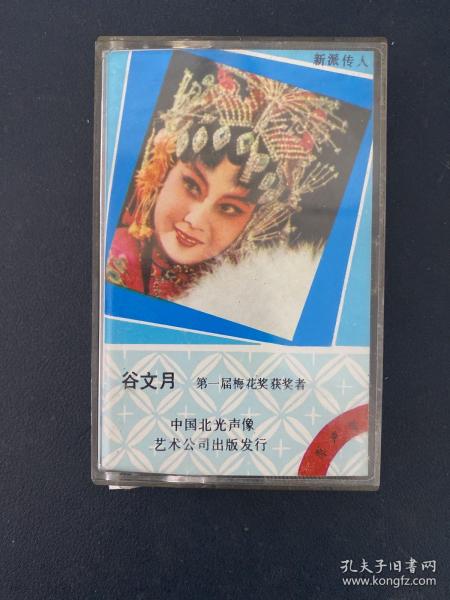 新派传人
谷文月 第一届梅花奖获奖者
中国北光声像
艺术公司出版发行
孔夫子旧书网
www.kongfz.com